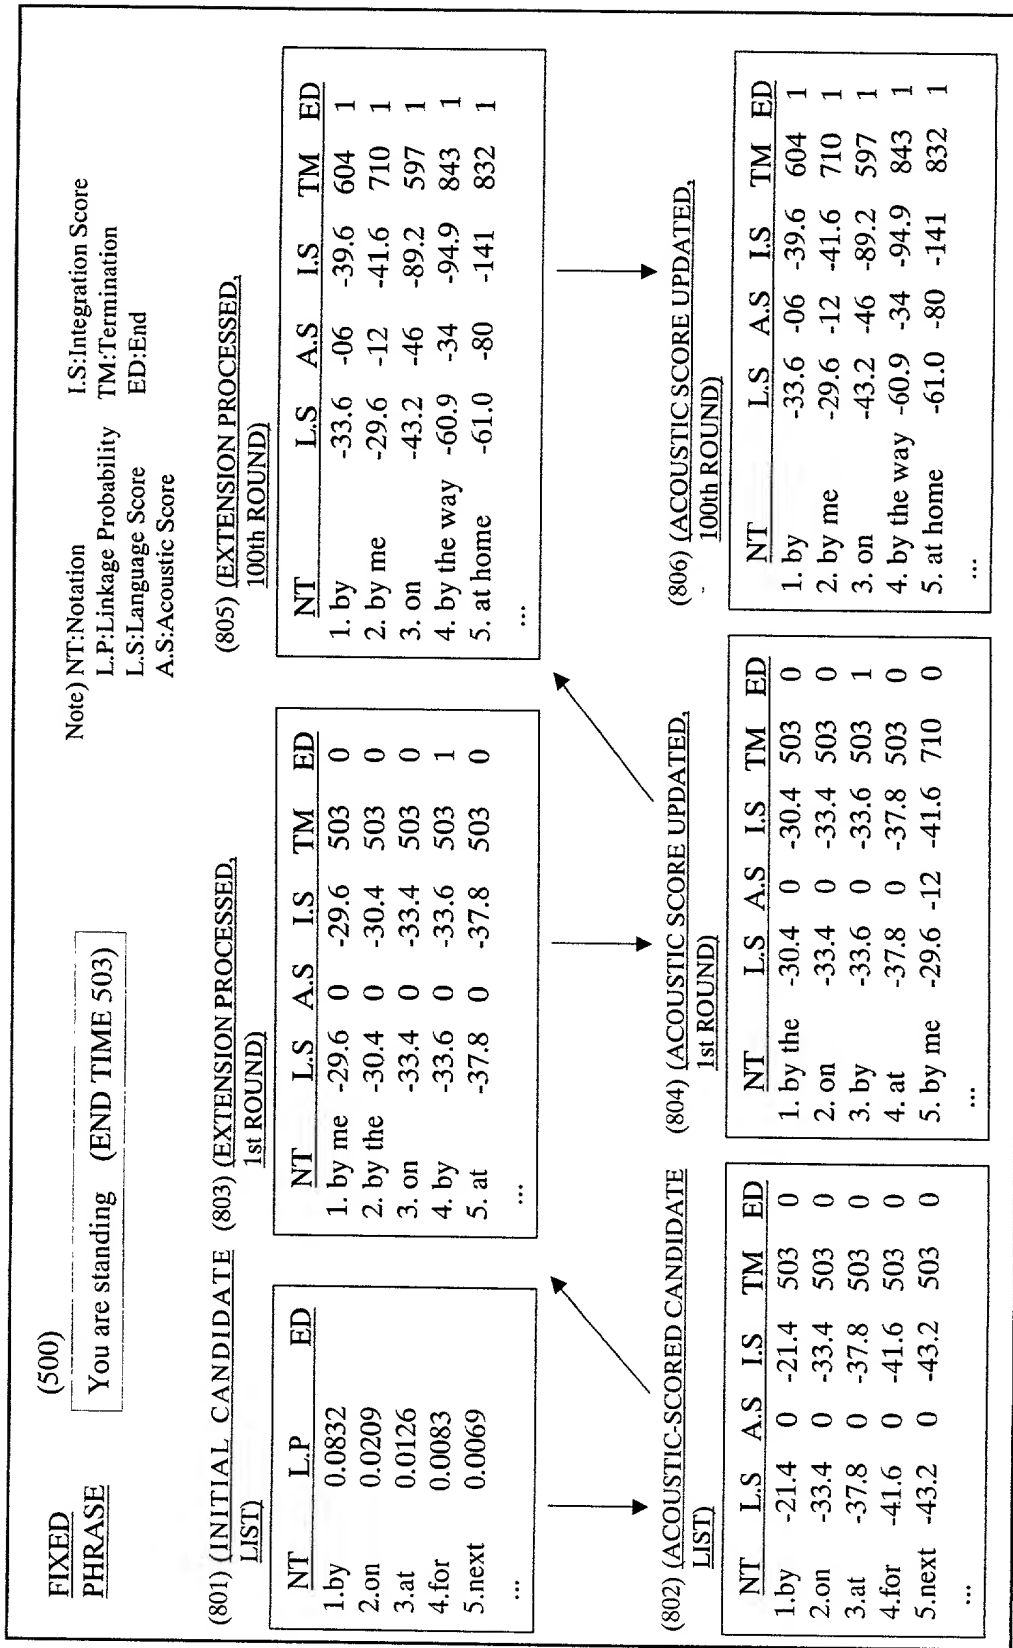 FIXED
PHRASE
(500)
You are standing (END TIME 503)
Note) NT:Notation I.S:Integration Score
L.P:Linkage Probability TM:Termination
L.S:Language Score ED:End
A.S:Acoustic Score
(801) (INITIAL CANDIDATE
LIST)
NT L.P ED
1.by 0.0832
2.on 0.0209
3.at 0.0126
4.for 0.0083
5.next 0.0069
...
(803) (EXTENSION PROCESSED,
1st ROUND)
NT L.S A.S I.S TM ED
1. by me -29.6 0 -29.6 503 0
2. by the -30.4 0 -30.4 503 0
3. on -33.4 0 -33.4 503 0
4. by -33.6 0 -33.6 503 1
5. at -37.8 0 -37.8 503 0
...
(805) (EXTENSION PROCESSED,
100th ROUND)
NT L.S A.S I.S TM ED
1. by -33.6 -06 -39.6 604 1
2. by me -29.6 -12 -41.6 710 1
3. on -43.2 -46 -89.2 597 1
4. by the way -60.9 -34 -94.9 843 1
5. at home -61.0 -80 -141 832 1
...
(802) (ACOUSTIC-SCORED CANDIDATE
LIST)
NT L.S A.S I.S TM ED
1.by -21.4 0 -21.4 503 0
2.on -33.4 0 -33.4 503 0
3.at -37.8 0 -37.8 503 0
4.for -41.6 0 -41.6 503 0
5.next -43.2 0 -43.2 503 0
...
(804) (ACOUSTIC SCORE UPDATED,
1st ROUND)
NT L.S A.S I.S TM ED
1. by the -30.4 0 -30.4 503 0
2. on -33.4 0 -33.4 503 0
3. by -33.6 0 -33.6 503 1
4. at -37.8 0 -37.8 503 0
5. by me -29.6 -12 -41.6 710 0
...
(806) (ACOUSTIC SCORE UPDATED,
100th ROUND)
NT L.S A.S I.S TM ED
1. by -33.6 -06 -39.6 604 1
2. by me -29.6 -12 -41.6 710 1
3. on -43.2 -46 -89.2 597 1
4. by the way -60.9 -34 -94.9 843 1
5. at home -61.0 -80 -141 832 1
...